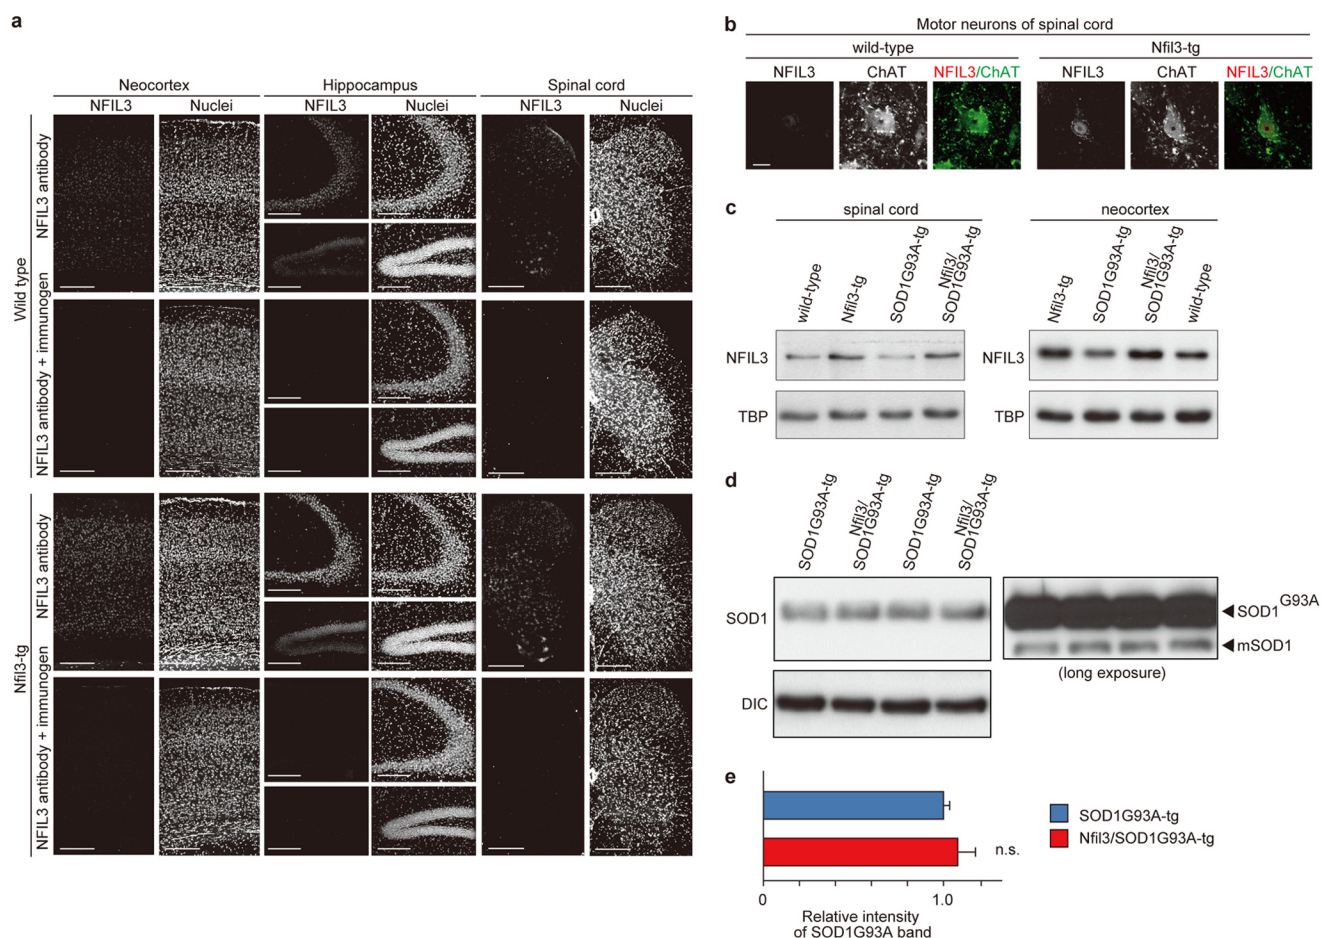 a
Neocortex
Hippocampus
Spinal cord
NFIL3
Nuclei
NFIL3
Nuclei
NFIL3
Nuclei
Wild type
NFIL3 antibody
NFIL3 antibody + immunogen
Nfil3-tg
NFIL3 antibody
NFIL3 antibody + immunogen
b
Motor neurons of spinal cord
wild-type
Nfil3-tg
NFIL3
ChAT
NFIL3/ChAT
NFIL3
ChAT
NFIL3/ChAT
c
spinal cord
neocortex
wild-type
Nfil3-tg
SOD1G93A-tg
Nfil3/
SOD1G93A-tg
Nfil3-tg
SOD1G93A-tg
Nfil3/
SOD1G93A-tg
wild-type
NFIL3
NFIL3
TBP
TBP
d
SOD1G93A-tg
Nfil3/
SOD1G93A-tg
SOD1G93A-tg
Nfil3/
SOD1G93A-tg
SOD1
SOD1G93A
mSOD1
(long exposure)
DIC
e
SOD1G93A-tg
Nfil3/SOD1G93A-tg
n.s.
0
1.0
Relative intensity
of SOD1G93A band